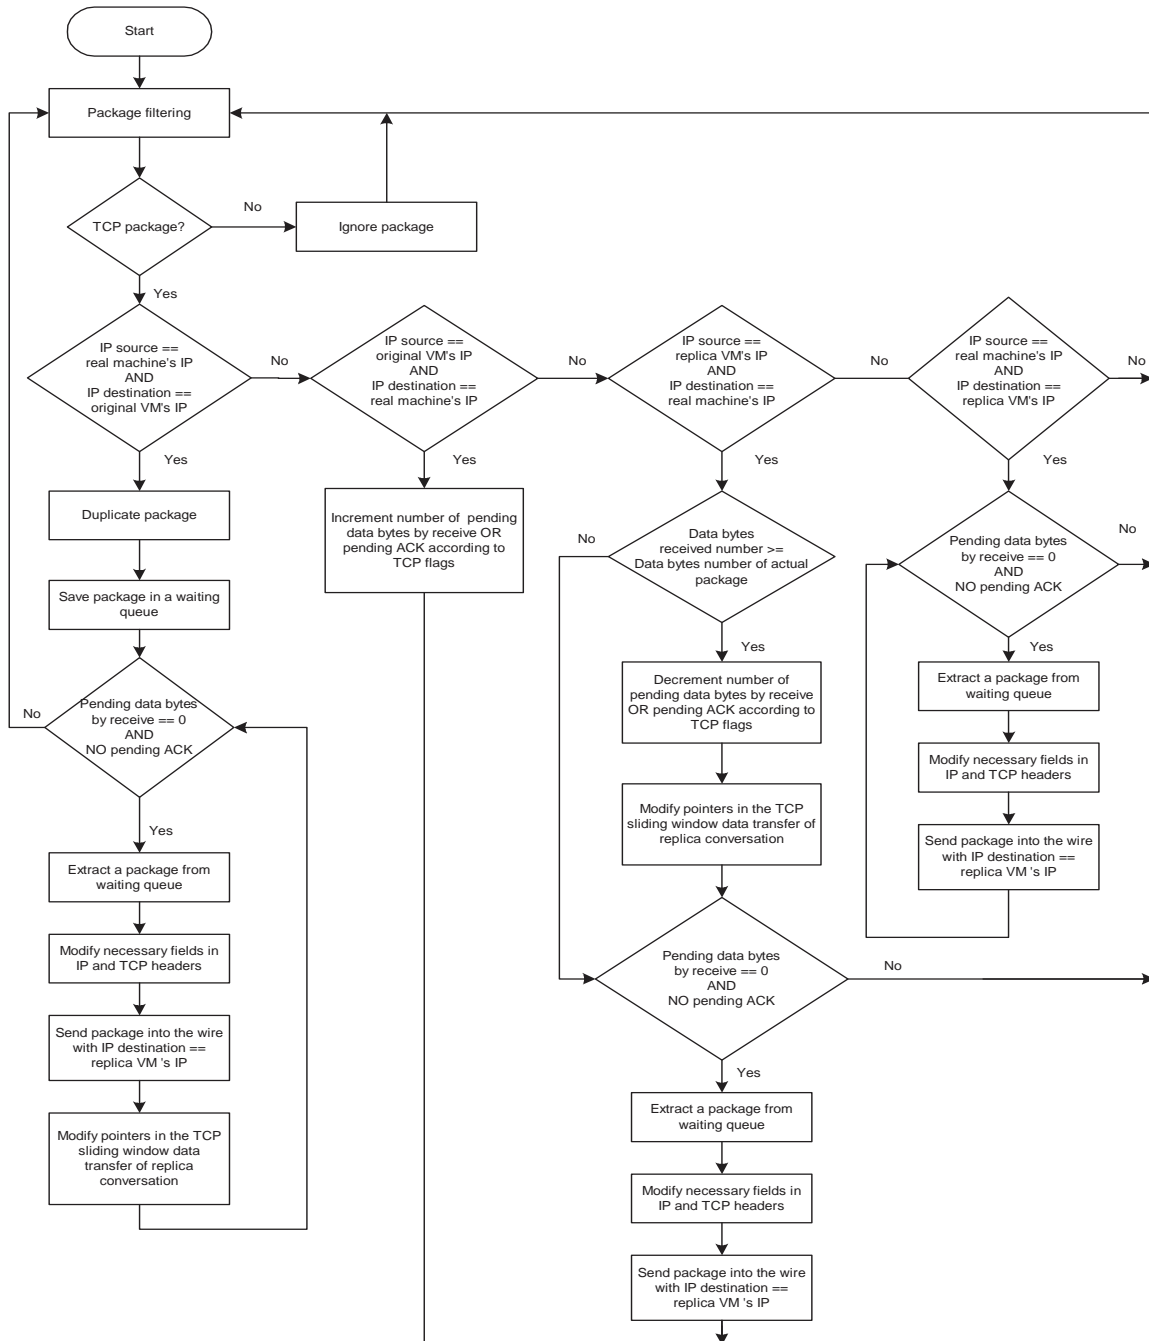 Start
Package filtering
TCP package?
No
Ignore package
Yes
IP source ==
real machine's IP
AND
IP destination ==
original VM's IP
No
IP source ==
original VM's IP
AND
IP destination ==
real machine's IP
No
IP source ==
replica VM's IP
AND
IP destination ==
real machine's IP
No
IP source ==
real machine's IP
AND
IP destination ==
replica VM's IP
No
Yes
Duplicate package
Save package in a waiting
queue
Pending data bytes
by receive == 0
AND
NO pending ACK
No
Yes
Extract a package from
waiting queue
Modify necessary fields in
IP and TCP headers
Send package into the wire
with IP destination ==
replica VM 's IP
Modify pointers in the TCP
sliding window data
transfer of replica
conversation
Yes
Increment number of  pending
data bytes by receive OR
pending ACK according to
TCP flags
Yes
Data bytes
received number >=
Data bytes number of actual
package
No
Yes
Decrement number of
pending data bytes by receive
OR pending ACK according to
TCP flags
Modify pointers in the TCP
sliding window data transfer of
replica conversation
Pending data bytes
by receive == 0
AND
NO pending ACK
No
Yes
Extract a package from
waiting queue
Modify necessary fields in
IP and TCP headers
Send package into the wire
with IP destination ==
replica VM 's IP
Yes
Pending data bytes
by receive == 0
AND
NO pending ACK
No
Yes
Extract a package from
waiting queue
Modify necessary fields in
IP and TCP headers
Send package into the wire
with IP destination ==
replica VM 's IP